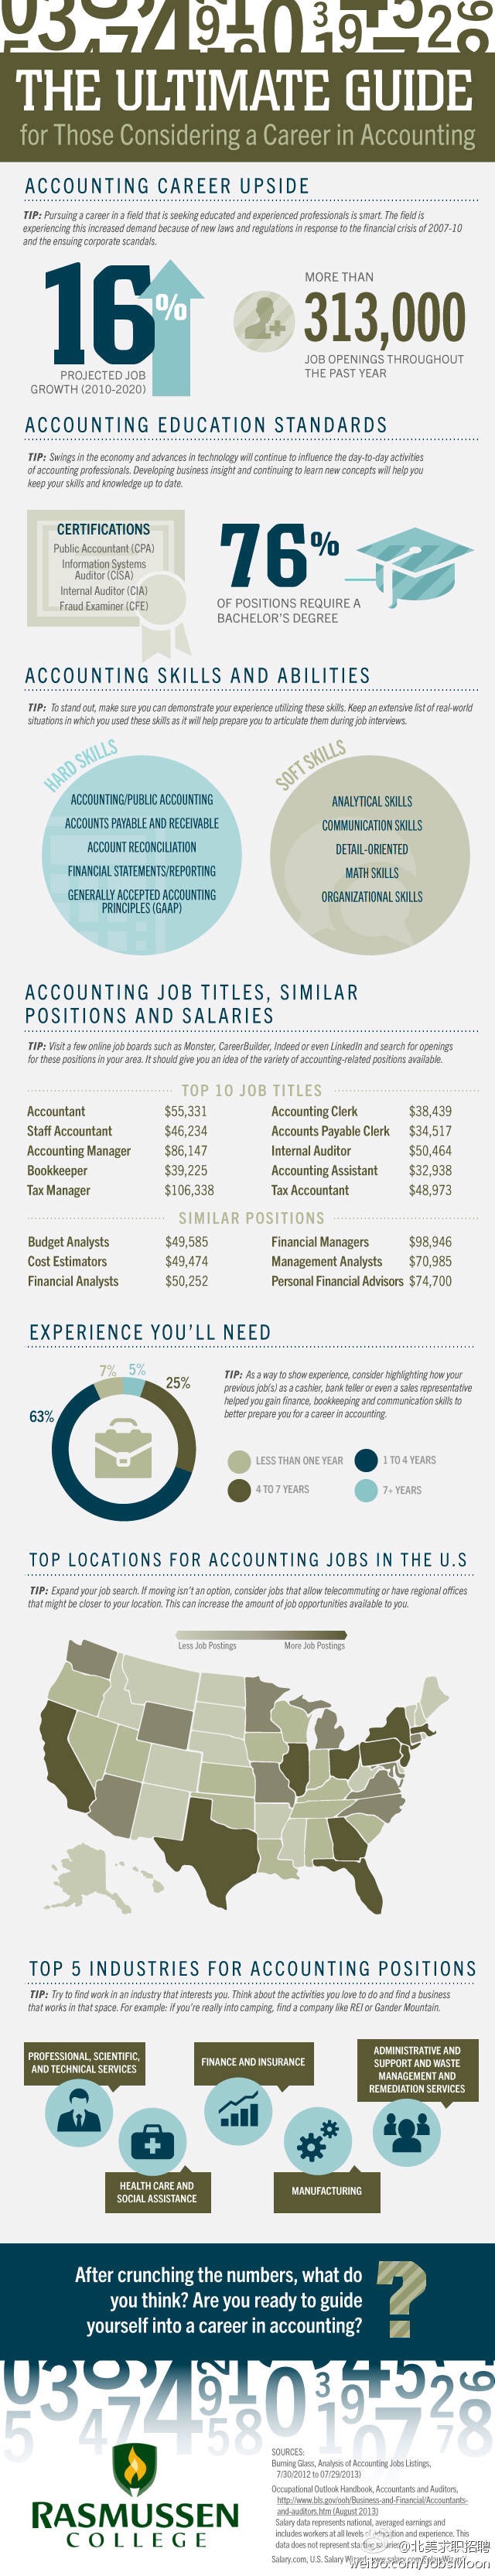 THE ULTIMATE GUIDE
for Those Considering a Career in Accounting
ACCOUNTING CAREER UPSIDE
TIP: Pursuing a career in a field that is seeking educated and experienced professionals is smart. The field is
experiencing this increased demand because of new laws and regulations in response to the financial crisis of 2007-10
and the ensuing corporate scandals.
16%
PROJECTED JOB
GROWTH (2010-2020)
MORE THAN
313,000
JOB OPENINGS THROUGHOUT
THE PAST YEAR
ACCOUNTING EDUCATION STANDARDS
TIP: Swings in the economy and advances in technology will continue to influence the day-to-day activities
of accounting professionals. Developing business insight and continuing to learn new concepts will help you
keep your skills and knowledge up to date.
CERTIFICATIONS
Public Accountant (CPA)
Information Systems
Auditor (CISA)
Internal Auditor (CIA)
Fraud Examiner (CFE)
76%
OF POSITIONS REQUIRE A
BACHELOR'S DEGREE
ACCOUNTING SKILLS AND ABILITIES
TIP: To stand out, make sure you can demonstrate your experience utilizing these skills. Keep an extensive list of real-world
situations in which you used these skills as it will help prepare you to articulate them during job interviews.
HARD SKILLS
ACCOUNTING/PUBLIC ACCOUNTING
ACCOUNTS PAYABLE AND RECEIVABLE
ACCOUNT RECONCILIATION
FINANCIAL STATEMENTS/REPORTING
GENERALLY ACCEPTED ACCOUNTING
PRINCIPLES (GAAP)
SOFT SKILLS
ANALYTICAL SKILLS
COMMUNICATION SKILLS
DETAIL-ORIENTED
MATH SKILLS
ORGANIZATIONAL SKILLS
ACCOUNTING JOB TITLES, SIMILAR
POSITIONS AND SALARIES
TIP: Visit a few online job boards such as Monster, CareerBuilder, Indeed or even LinkedIn and search for openings
for these positions in your area. It should give you an idea of the variety of accounting-related positions available.
TOP 10 JOB TITLES
Accountant $55,331 Accounting Clerk $38,439
Staff Accountant $46,234 Accounts Payable Clerk $34,517
Accounting Manager $86,147 Internal Auditor $50,464
Bookkeeper $39,225 Accounting Assistant $32,938
Tax Manager $106,338 Tax Accountant $48,973
SIMILAR POSITIONS
Budget Analysts $49,585 Financial Managers $98,946
Cost Estimators $49,474 Management Analysts $70,985
Financial Analysts $50,252 Personal Financial Advisors $74,700
EXPERIENCE YOU'LL NEED
7% 5%
25%
63%
TIP: As a way to show experience, consider highlighting how your
previous job(s) as a cashier, bank teller or even a sales representative
helped you gain finance, bookkeeping and communication skills to
better prepare you for a career in accounting.
LESS THAN ONE YEAR 1 TO 4 YEARS
4 TO 7 YEARS 7+ YEARS
TOP LOCATIONS FOR ACCOUNTING JOBS IN THE U.S
TIP: Expand your job search. If moving isn't an option, consider jobs that allow telecommuting or have regional offices
that might be closer to your location. This can increase the amount of job opportunities available to you.
Less Job Postings More Job Postings
TOP 5 INDUSTRIES FOR ACCOUNTING POSITIONS
TIP: Try to find work in an industry that interests you. Think about the activities you love to do and find a business
that works in that space. For example: if you're really into camping, find a company like REI or Gander Mountain.
PROFESSIONAL, SCIENTIFIC,
AND TECHNICAL SERVICES
FINANCE AND INSURANCE
ADMINISTRATIVE AND
SUPPORT AND WASTE
MANAGEMENT AND
REMEDIATION SERVICES
HEALTH CARE AND
SOCIAL ASSISTANCE
MANUFACTURING
After crunching the numbers, what do
you think? Are you ready to guide
yourself into a career in accounting?
?
RASMUSSEN
COLLEGE
SOURCES:
Burning Glass, Analysis of Accounting Jobs Listings,
7/30/2012 to 07/29/2013)
Occupational Outlook Handbook, Accountants and Auditors,
http://www.bls.gov/ooh/Business-and-Financial/Accountants-
and-auditors.htm (August 2013)
Salary data represents national, averaged earnings and
includes workers at all levels of education and experience. This
data does not represent starting
Salary.com, U.S. Salary Wizard
@北美求职招聘
weibo.com/JobsMoon